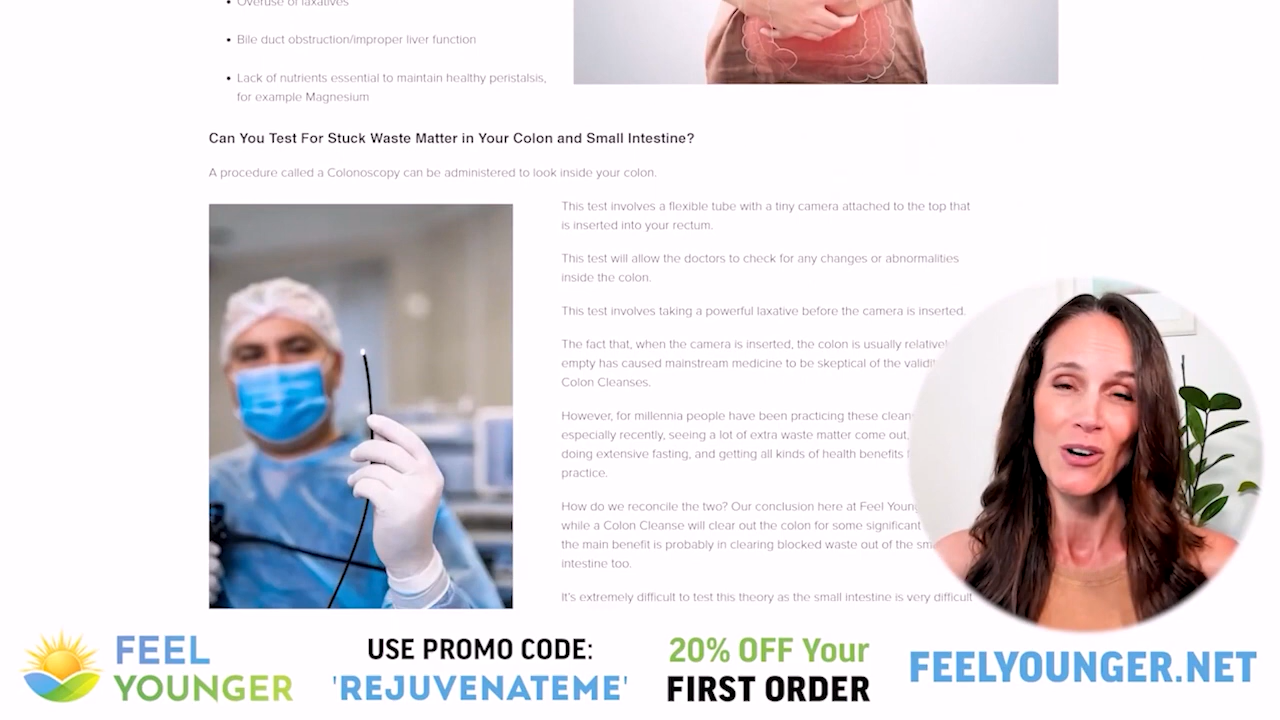 Overuse of laxatives
Bile duct obstruction/improper liver function
Lack of nutrients essential to maintain healthy peristalsis,
for example Magnesium
Can You Test For Stuck Waste Matter in Your Colon and Small Intestine?
A procedure called a Colonoscopy can be administered to look inside your colon.
This test involves a flexible tube with a tiny camera attached to the top that
is inserted into your rectum.
This test will allow the doctors to check for any changes or abnormalities
inside the colon.
This test involves taking a powerful laxative before the camera is inserted.
The fact that, when the camera is inserted, the colon is usually
empty has caused mainstream medicine to be skeptical of the
Colon Cleanses.
However, for millennia people have been practicing these
especially recently, seeing a lot of extra waste matter come out,
doing extensive fasting, and getting all kinds of health benefits
practice.
How do we reconcile the two? Our conclusion here at Feel
while a Colon Cleanse will clear out the colon for some significant
the main benefit is probably in clearing blocked waste out of the
intestine too.
It's extremely difficult to test this theory as the small intestine is very difficult
FEEL
YOUNGER
USE PROMO CODE:
'REJUVENATEME'
20% OFF Your
FIRST ORDER
FEELYOUNGER.NET